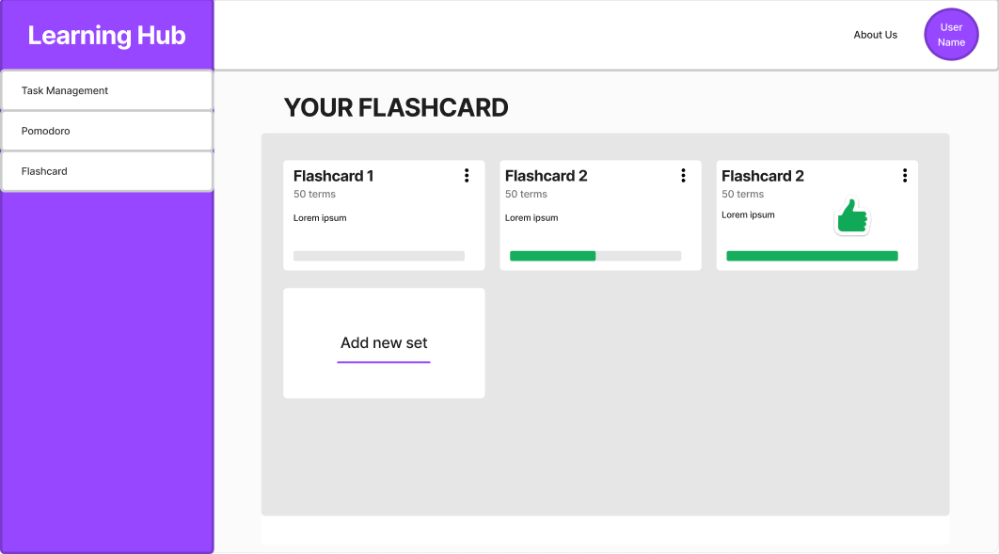 Learning Hub
About Us
User
Name
Task Management
Pomodoro
Flashcard
YOUR FLASHCARD
Flashcard 1
50 terms
Lorem ipsum
Flashcard 2
50 terms
Lorem ipsum
Flashcard 2
50 terms
Lorem ipsum
Add new set